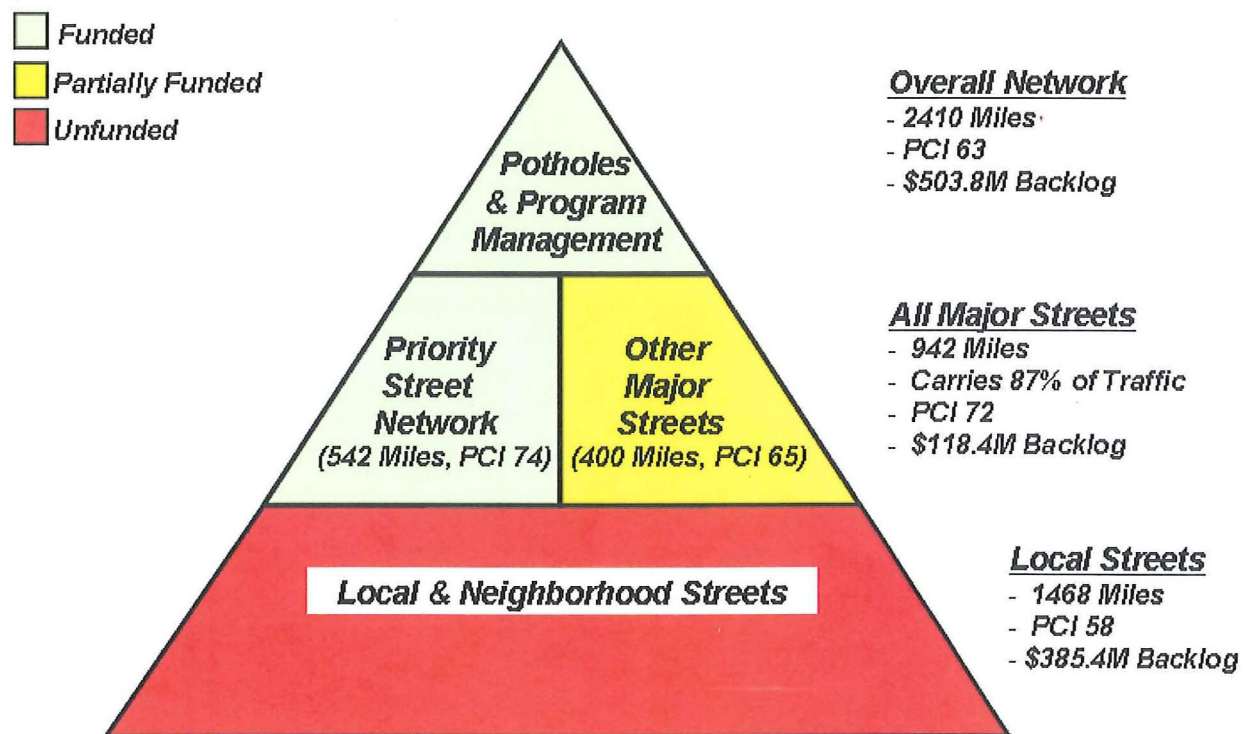 Funded
Partially Funded
Unfunded
Potholes
& Program
Management
Priority
Street
Network
(542 Miles, PCI 74)
Other
Major
Streets
(400 Miles, PCI 65)
Local & Neighborhood Streets
Overall Network
- 2410 Miles
- PCI 63
- $503.8M Backlog
All Major Streets
- 942 Miles
- Carries 87% of Traffic
- PCI 72
- $118.4M Backlog
Local Streets
- 1468 Miles
- PCI 58
- $385.4M Backlog